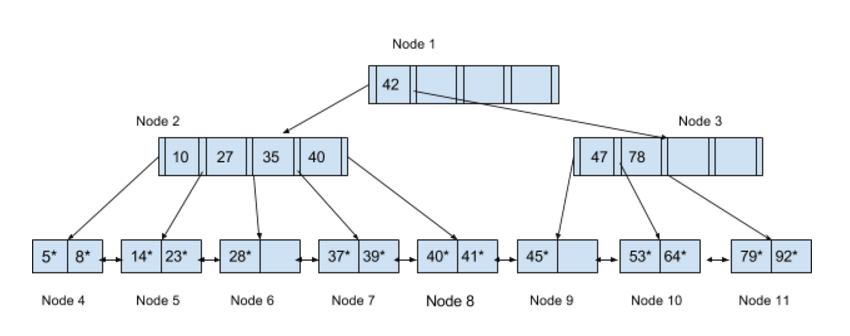 Node 1
42
Node 2
Node 3
10 27 35 40
47 78
5* 8* 14* 23* 28* 37* 39* 40* 41* 45* 53* 64* 79* 92*
Node 4 Node 5 Node 6 Node 7 Node 8 Node 9 Node 10 Node 11